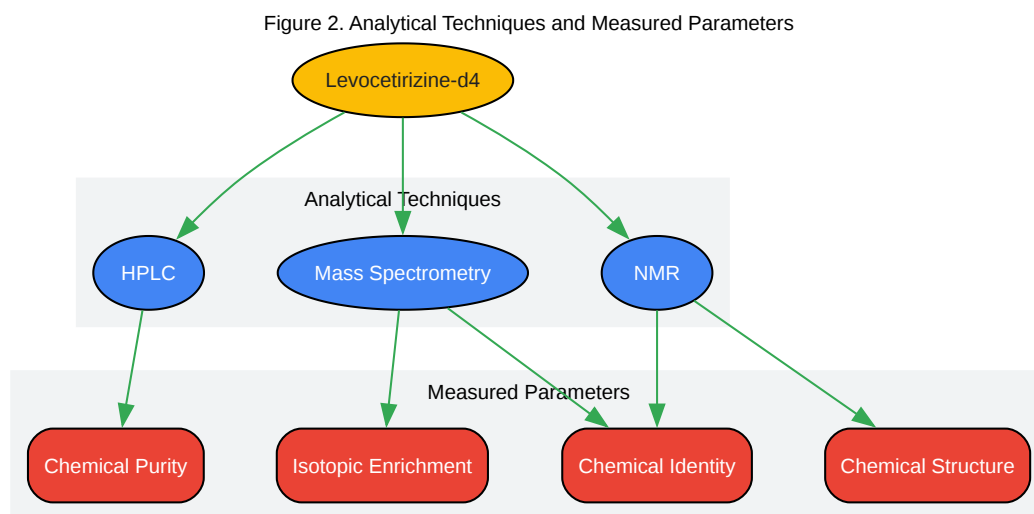 Figure 2. Analytical Techniques and Measured Parameters
Levocetirizine-d4
Analytical Techniques
HPLC
Mass Spectrometry
NMR
Measured Parameters
Chemical Purity
Isotopic Enrichment
Chemical Identity
Chemical Structure